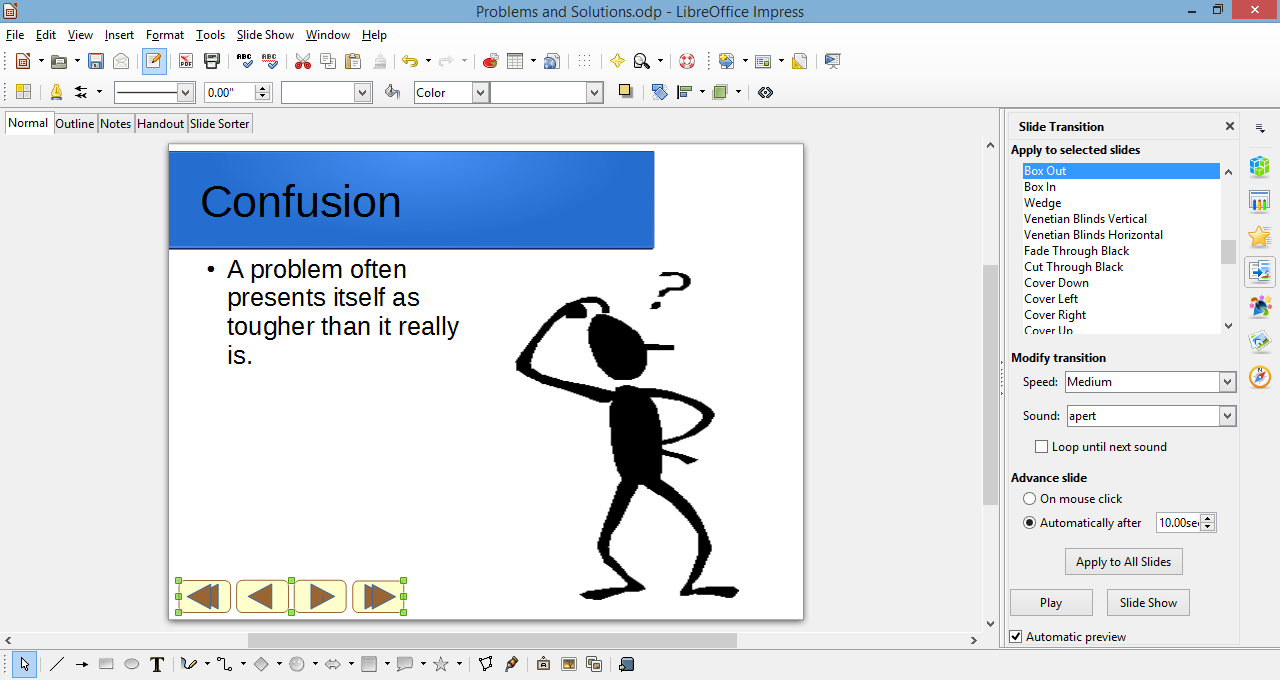 Problems and Solutions.odp - LibreOffice Impress
File Edit View Insert Format Tools Slide Show Window Help
PDF ABC ABC
0.00" Color
Normal Outline Notes Handout Slide Sorter
Confusion
• A problem often
presents itself as
tougher than it really
is.
?
Slide Transition
Apply to selected slides
Box Out
Box In
Wedge
Venetian Blinds Vertical
Venetian Blinds Horizontal
Fade Through Black
Cut Through Black
Cover Down
Cover Left
Cover Right
Cover Up
Modify transition
Speed: Medium
Sound: apert
Loop until next sound
Advance slide
On mouse click
Automatically after 10.00sec
Apply to All Slides
Play Slide Show
Automatic preview
T